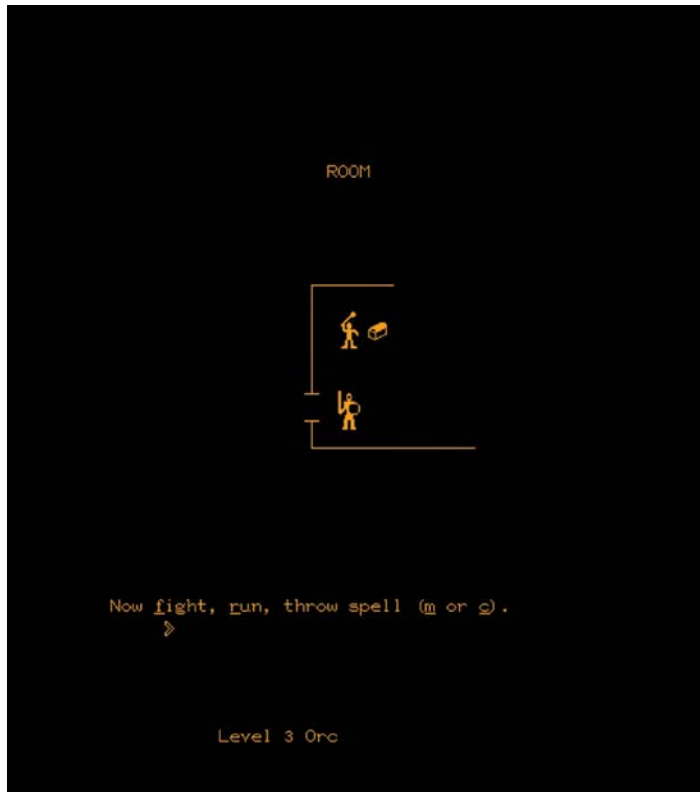 ROOM
Now fight, run, throw spell (m or c).
>
Level 3 Orc